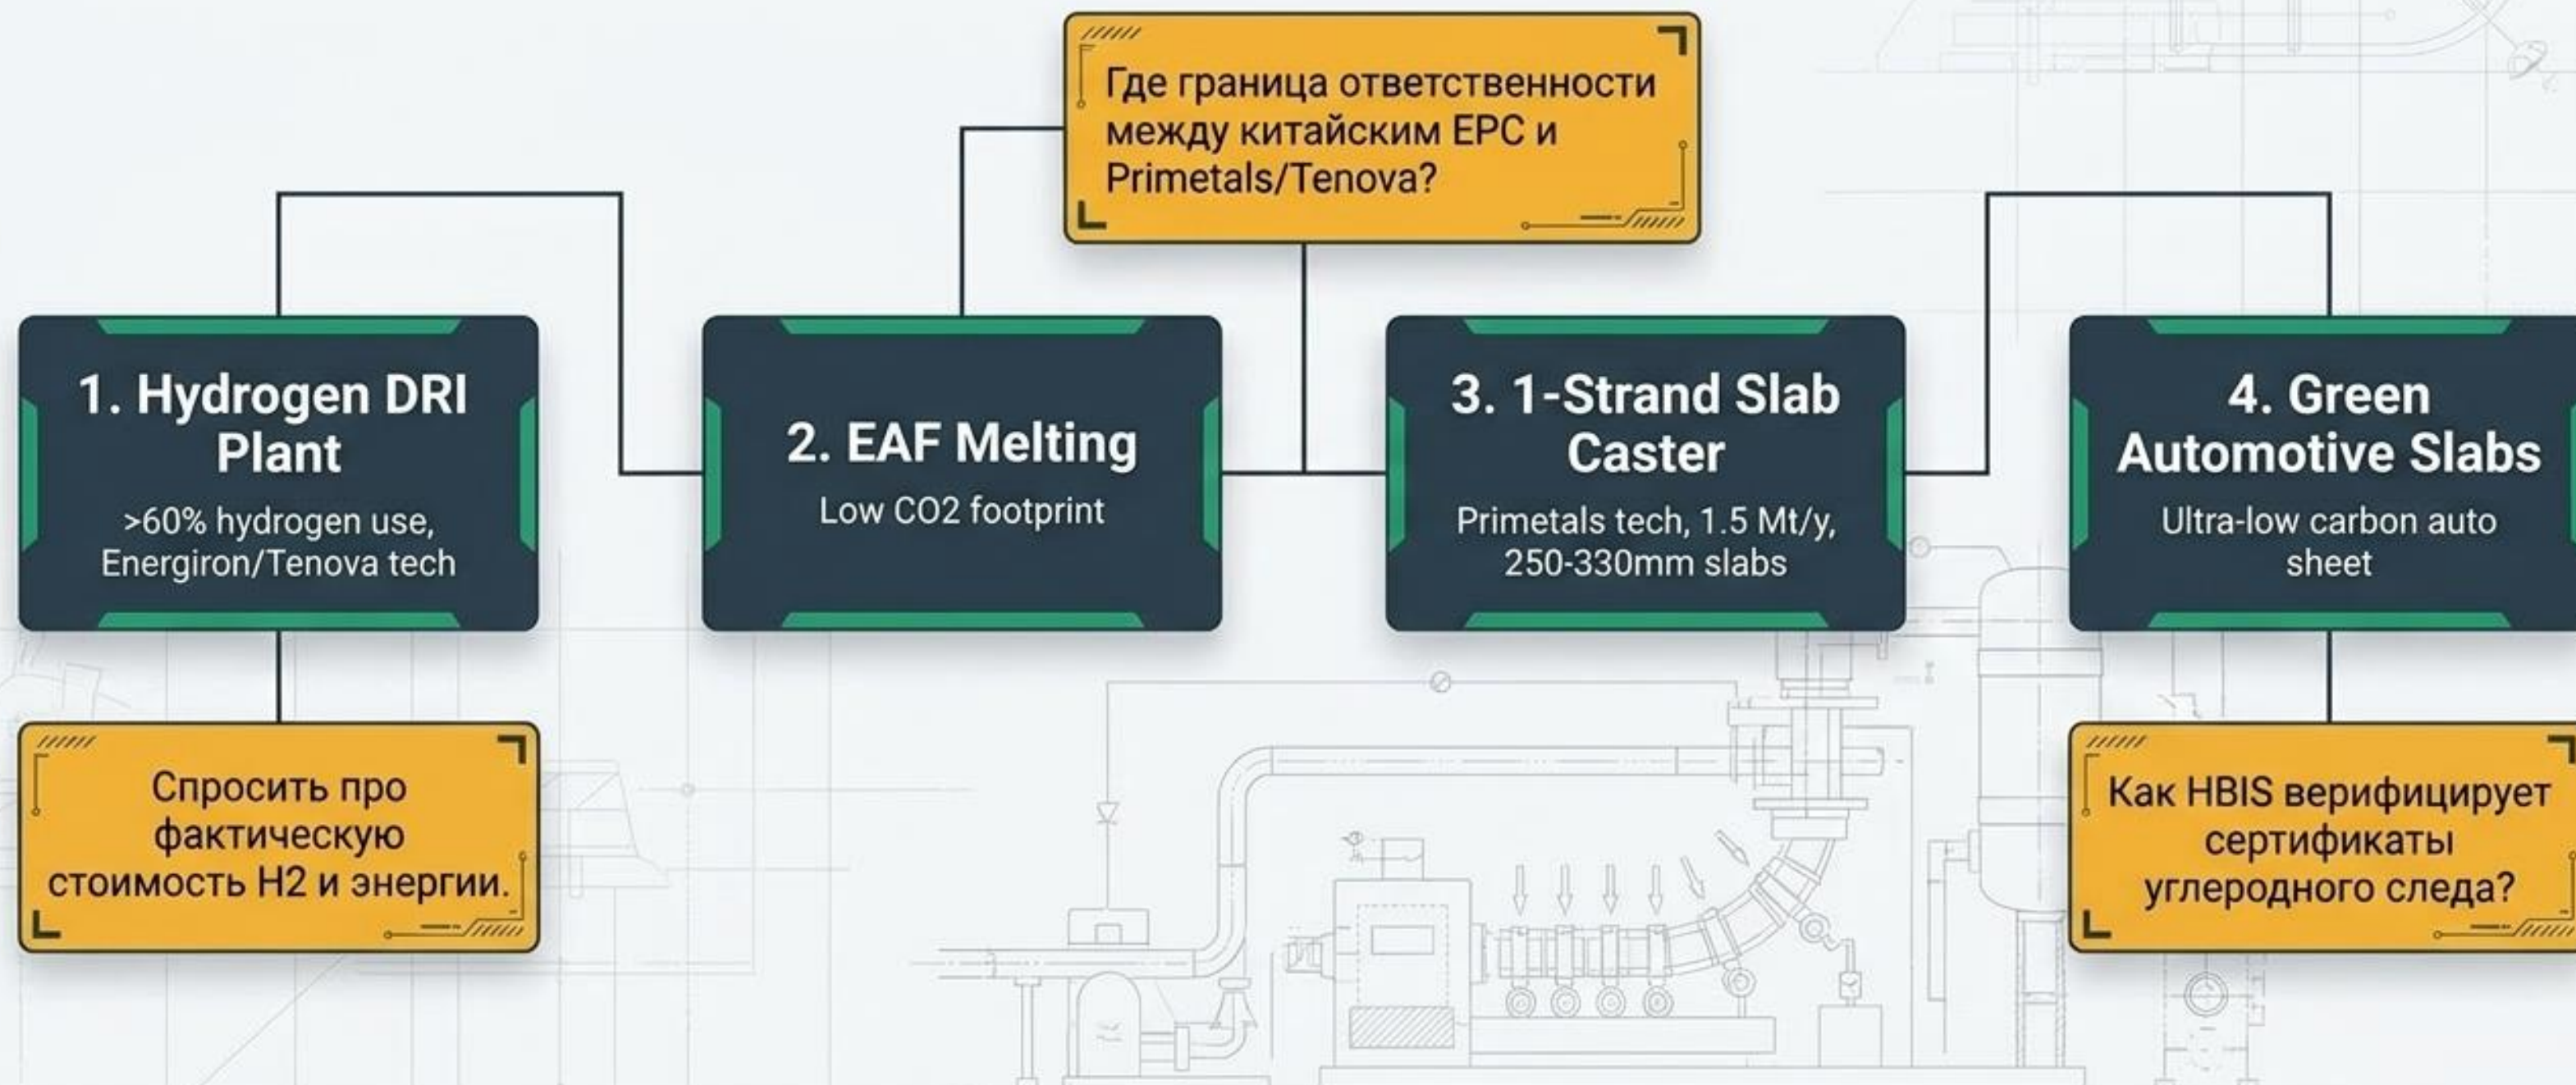 Где граница ответственности
между китайским EPC и
Primetals/Tenova?
1. Hydrogen DRI
Plant
>60% hydrogen use,
Energiron/Tenova tech
2. EAF Melting
Low CO2 footprint
3. 1-Strand Slab
Caster
Primetals tech, 1.5 Mt/y,
250-330mm slabs
4. Green
Automotive Slabs
Ultra-low carbon auto
sheet
Спросить про
фактическую
стоимость H2 и энергии.
Как HBIS верифицирует
сертификаты
углеродного следа?